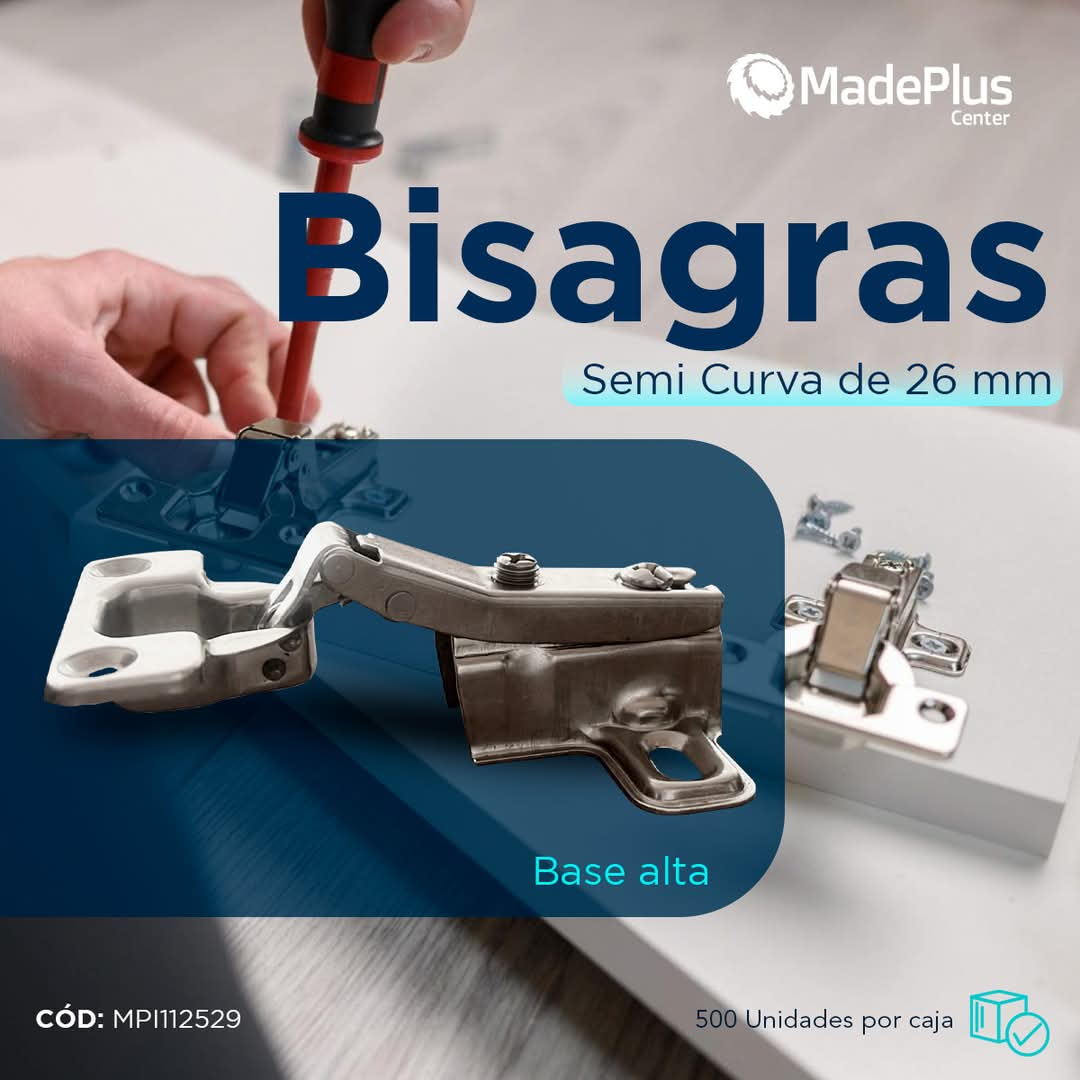 MadePlus
Center
Bisagras
Semi Curva de 26 mm
Base alta
CÓD: MPI112529
500 Unidades por caja